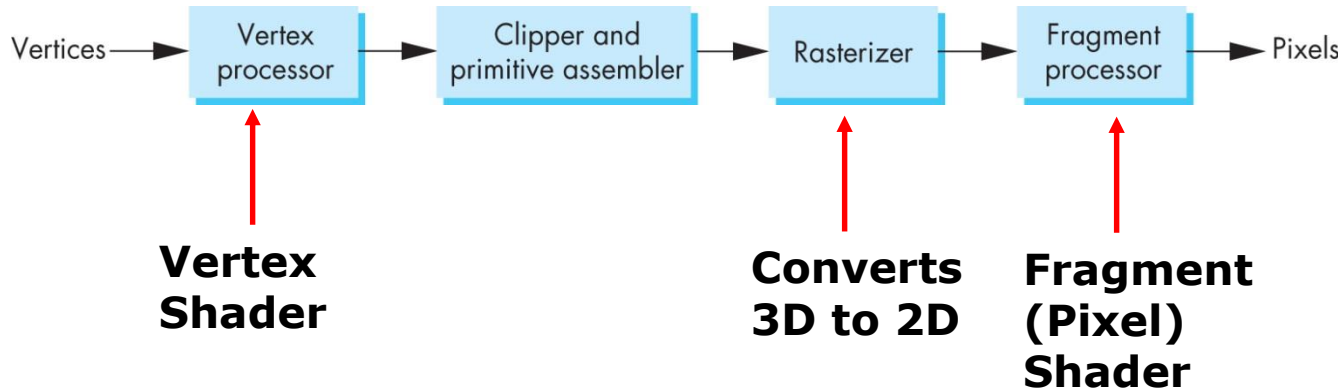 Vertices
Vertex
processor
Clipper and
primitive assembler
Rasterizer
Fragment
processor
Pixels
Vertex
Shader
Converts
3D to 2D
Fragment
(Pixel)
Shader